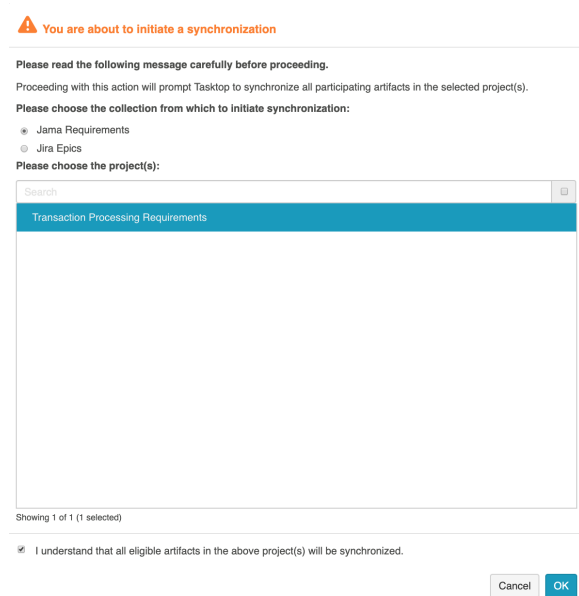 You are about to initiate a synchronization
Please read the following message carefully before proceeding.
Proceeding with this action will prompt Tasktop to synchronize all participating artifacts in the selected project(s).
Please choose the collection from which to initiate synchronization:
Jama Requirements
Jira Epics
Please choose the project(s):
Search
Transaction Processing Requirements
Showing 1 of 1 (1 selected)
I understand that all eligible artifacts in the above project(s) will be synchronized.
Cancel OK